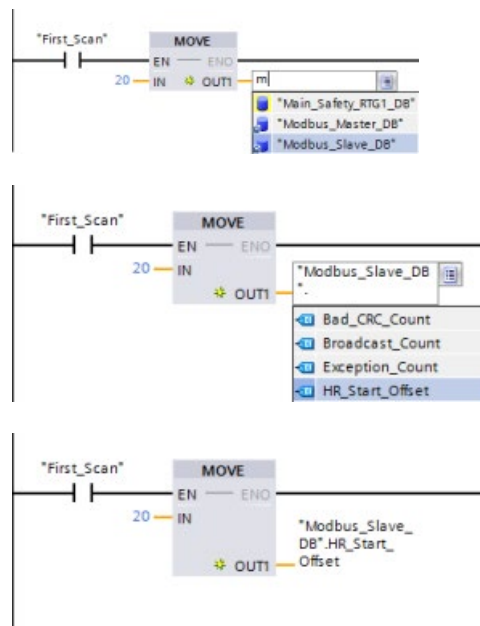 "First_Scan"
MOVE
EN ENO
20 IN OUT1 m
"Main_Safety_RTG1_DB"
"Modbus_Master_DB"
"Modbus_Slave_DB"
"First_Scan"
MOVE
EN ENO
20 IN
"Modbus_Slave_DB
".
OUT1
Bad_CRC_Count
Broadcast_Count
Exception_Count
HR_Start_Offset
"First_Scan"
MOVE
EN ENO
20 IN
"Modbus_Slave_
DB".HR_Start_
OUT1 Offset